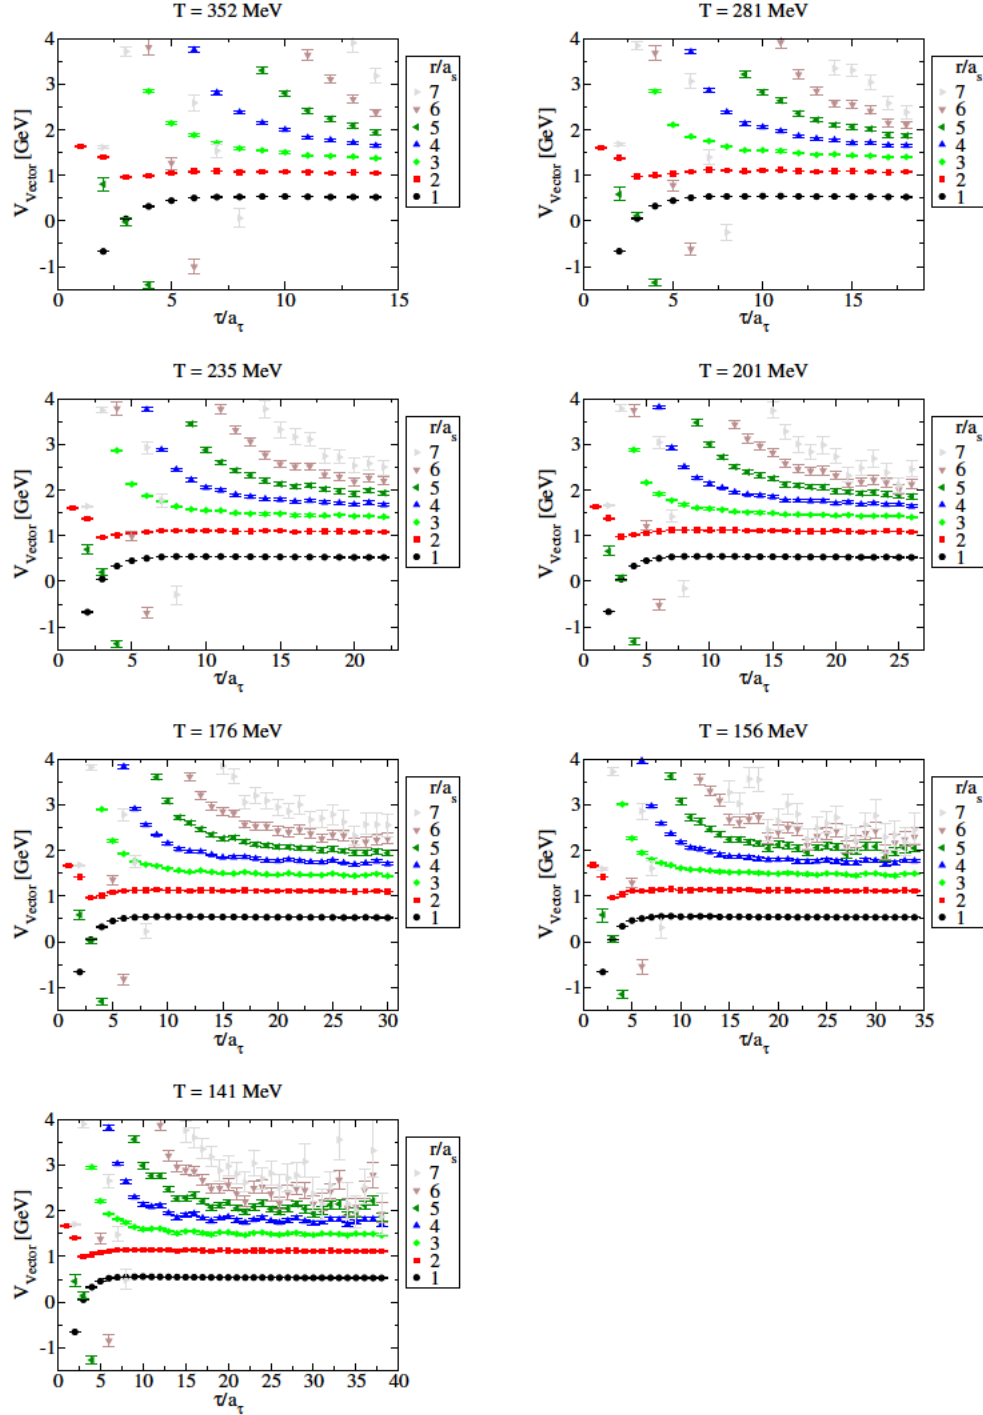 T = 352 MeV
4
3
2
1
0
-1
V_Vector [GeV]
0 5 10 15
τ/a_τ
r/a_s
7
6
5
4
3
2
1
T = 281 MeV
4
3
2
1
0
-1
V_Vector [GeV]
0 5 10 15
τ/a_τ
r/a_s
7
6
5
4
3
2
1
T = 235 MeV
4
3
2
1
0
-1
V_Vector [GeV]
0 5 10 15 20
τ/a_τ
r/a_s
7
6
5
4
3
2
1
T = 201 MeV
4
3
2
1
0
-1
V_Vector [GeV]
0 5 10 15 20 25
τ/a_τ
r/a_s
7
6
5
4
3
2
1
T = 176 MeV
4
3
2
1
0
-1
V_Vector [GeV]
0 5 10 15 20 25 30
τ/a_τ
r/a_s
7
6
5
4
3
2
1
T = 156 MeV
4
3
2
1
0
-1
V_Vector [GeV]
0 5 10 15 20 25 30 35
τ/a_τ
r/a_s
7
6
5
4
3
2
1
T = 141 MeV
4
3
2
1
0
-1
V_Vector [GeV]
0 5 10 15 20 25 30 35 40
τ/a_τ
r/a_s
7
6
5
4
3
2
1